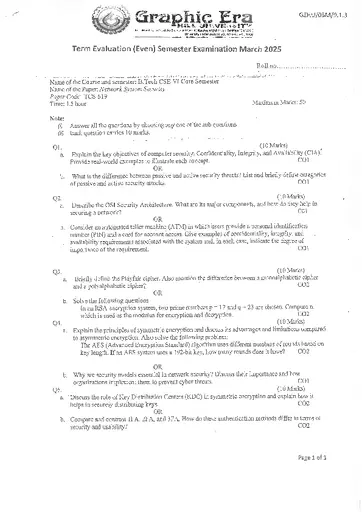 GEHU/05M/9.1.3
Graphic Era
HILL UNIVERSITY
Term Evaluation (Even) Semester Examination March 2025
Roll no
Name of the Course and semester: B.Tech CSE VI Core Semester
Name of the Paper: Network System Security
Paper Code: TCS 619
Time: 1.5 hour Maximum Marks: 50
Note:
(i) Answer all the questions by choosing any one of the sub questions
(ii) Each question carries 10 marks.
Q1. (10 Marks)
a. Explain the key objectives of computer security: Confidentiality, Integrity, and Availability (CIA).
Provide real-world examples to illustrate each concept. CO1
OR
b. What is the difference between passive and active security threats? List and briefly define categories
of passive and active security attacks. CO1
Q2. (10 Marks)
a. Describe the OSI Security Architecture. What are its major components, and how do they help in
securing a network? CO1
OR
b. Consider an automated teller machine (ATM) in which users provide a personal identification
number (PIN) and a card for account access. Give examples of confidentiality, integrity, and
availability requirements associated with the system and, in each case, indicate the degree of
importance of the requirement. CO1
Q3. (10 Marks)
a. Briefly define the Playfair cipher. Also mention the difference between a monoalphabetic cipher
and a polyalphabetic cipher? CO2
OR
b. Solve the following question
In an RSA encryption system, two prime numbers p = 17 and q = 23 are chosen. Compute n
which is used as the modulus for encryption and decryption. CO2
Q4. (10 Marks)
a. Explain the principles of symmetric encryption and discuss its advantages and limitations compared
to asymmetric encryption. Also solve the following problem:
The AES (Advanced Encryption Standard) algorithm uses different numbers of rounds based on
key length. If an AES system uses a 192-bit key, how many rounds does it have? CO2
OR
b. Why are security models essential in network security? Discuss their importance and how
organizations implement them to prevent cyber threats. CO1
Q5. (10 Marks)
a. Discuss the role of Key Distribution Centers (KDC) in symmetric encryption and explain how it
helps in securely distributing keys. CO2
OR
b. Compare and contrast 1FA, 2FA, and 3FA. How do these authentication methods differ in terms of
security and usability? CO2
Page 1 of 1